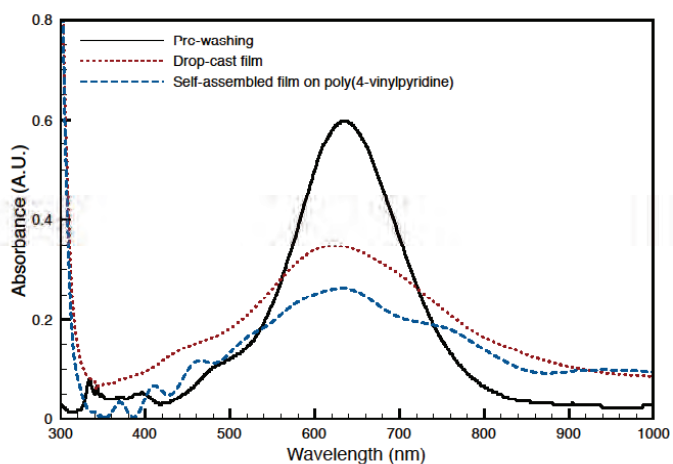 0.8
Pre-washing
Drop-cast film
Self-assembled film on poly(4-vinylpyridine)
0.6
0.4
0.2
0
Absorbance (A.U.)
300 400 500 600 700 800 900 1000
Wavelength (nm)